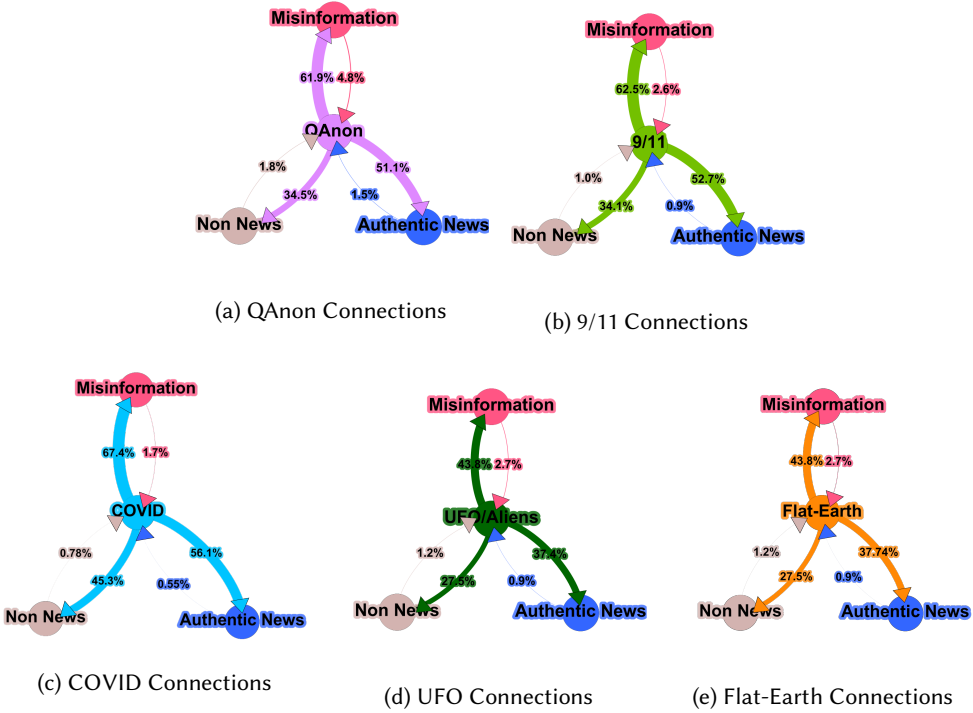 Misinformation
61.9%
4.8%
QAnon
1.8%
51.1%
34.5%
1.5%
Non News
Authentic News
(a) QAnon Connections
Misinformation
62.5%
2.6%
9/11
1.0%
52.7%
34.1%
0.9%
Non News
Authentic News
(b) 9/11 Connections
Misinformation
67.4%
1.7%
COVID
0.78%
56.1%
45.3%
0.55%
Non News
Authentic News
(c) COVID Connections
Misinformation
43.8%
2.7%
UFO/Aliens
1.2%
37.4%
27.5%
0.9%
Non News
Authentic News
(d) UFO Connections
Misinformation
43.8%
2.7%
Flat-Earth
1.2%
37.74%
27.5%
0.9%
Non News
Authentic News
(e) Flat-Earth Connections